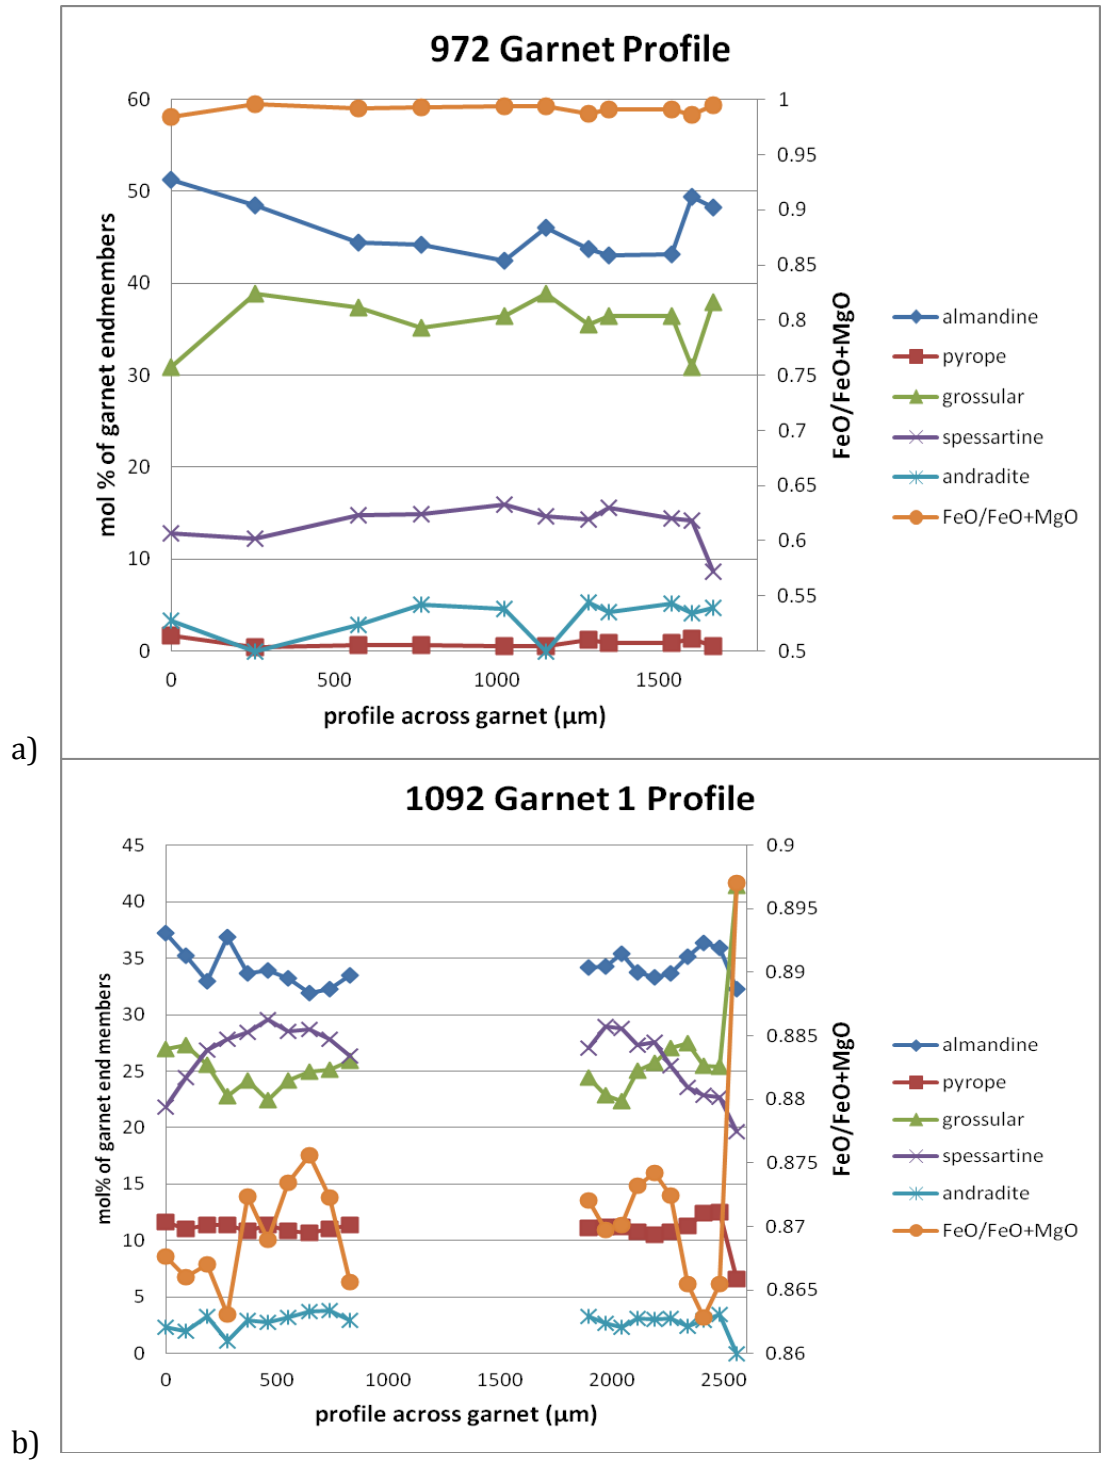 972 Garnet Profile
60
50
40
30
20
10
0
mol % of garnet endmembers
1
0.95
0.9
0.85
0.8
0.75
0.7
0.65
0.6
0.55
0.5
FeO/FeO+MgO
0 500 1000 1500
profile across garnet (μm)
almandine
pyrope
grossular
spessartine
andradite
FeO/FeO+MgO
a)
1092 Garnet 1 Profile
45
40
35
30
25
20
15
10
5
0
mol% of garnet end members
0.9
0.895
0.89
0.885
0.88
0.875
0.87
0.865
0.86
FeO/FeO+MgO
0 500 1000 1500 2000 2500
profile across garnet (μm)
almandine
pyrope
grossular
spessartine
andradite
FeO/FeO+MgO
b)